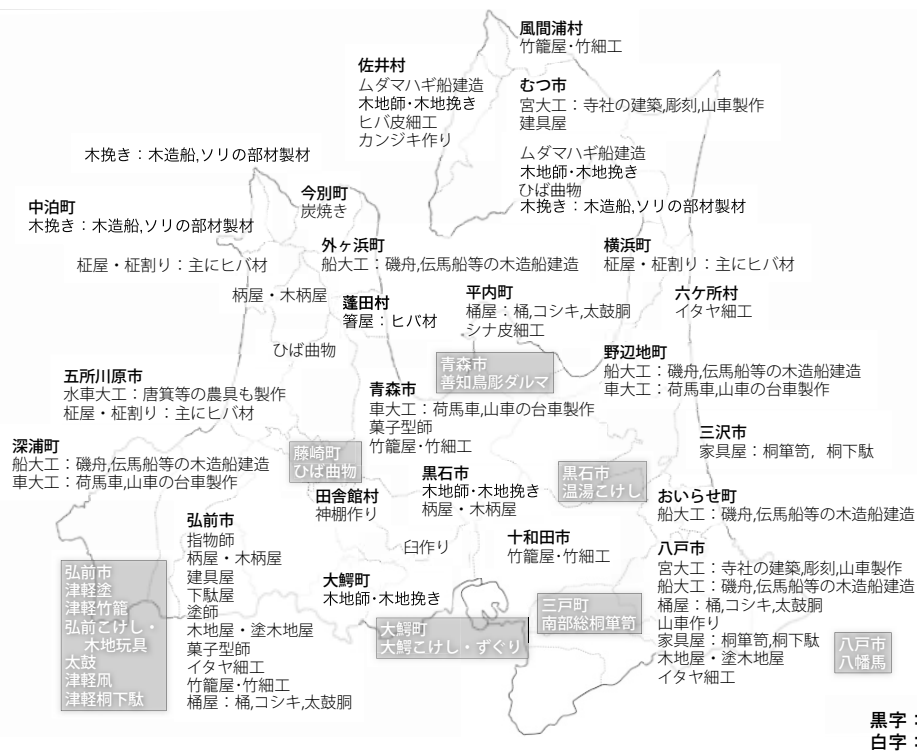 風間浦村
竹籠屋･竹細工
佐井村
ムダマハギ船建造
木地師･木地挽き
ヒバ皮細工
カンジキ作り
むつ市
宮大工：寺社の建築,彫刻,山車製作
建具屋
ムダマハギ船建造
木地師･木地挽き
ひば曲物
木挽き：木造船,ソリの部材製材
木挽き：木造船,ソリの部材製材
今別町
炭焼き
中泊町
木挽き：木造船,ソリの部材製材
柾屋・柾割り：主にヒバ材
外ヶ浜町
船大工：磯舟,伝馬船等の木造船建造
横浜町
柾屋・柾割り：主にヒバ材
柄屋・木柄屋
蓬田村
箸屋：ヒバ材
平内町
桶屋：桶,コシキ,太鼓胴
シナ皮細工
六ケ所村
イタヤ細工
ひば曲物
青森市
善知鳥彫ダルマ
野辺地町
船大工：磯舟,伝馬船等の木造船建造
車大工：荷馬車,山車の台車製作
五所川原市
水車大工：唐箕等の農具も製作
柾屋・柾割り：主にヒバ材
青森市
車大工：荷馬車,山車の台車製作
菓子型師
竹籠屋･竹細工
三沢市
家具屋：桐箪笥，桐下駄
深浦町
船大工：磯舟,伝馬船等の木造船建造
車大工：荷馬車,山車の台車製作
藤崎町
ひば曲物
黒石市
木地師･木地挽き
柄屋・木柄屋
黒石市
温湯こけし
田舎館村
神棚作り
おいらせ町
船大工：磯舟,伝馬船等の木造船建造
弘前市
指物師
柄屋・木柄屋
建具屋
下駄屋
塗師
木地屋・塗木地屋
菓子型師
イタヤ細工
竹籠屋･竹細工
桶屋：桶,コシキ,太鼓胴
臼作り
十和田市
竹籠屋･竹細工
八戸市
宮大工：寺社の建築,彫刻,山車製作
船大工：磯舟,伝馬船等の木造船建造
桶屋：桶,コシキ,太鼓胴
山車作り
家具屋：桐箪笥,桐下駄
木地屋・塗木地屋
イタヤ細工
弘前市
津軽塗
津軽竹籠
弘前こけし・
木地玩具
太鼓
津軽凧
津軽桐下駄
大鰐町
木地師･木地挽き
大鰐町
大鰐こけし・ずぐり
三戸町
南部総桐箪笥
八戸市
八幡馬
黒字：
白字：